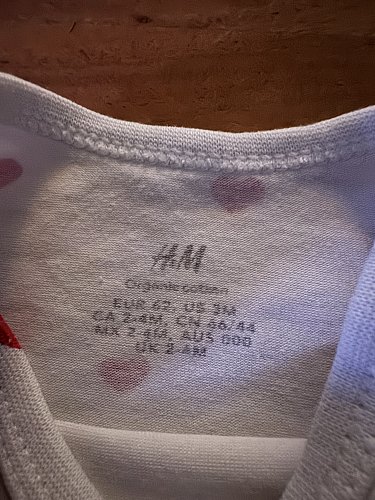 H&M
Organic cotton
EUR 62, US 3M
CA 2-4M, CN 66/44
MX 2-4M, AUS 000
UK 2-4M